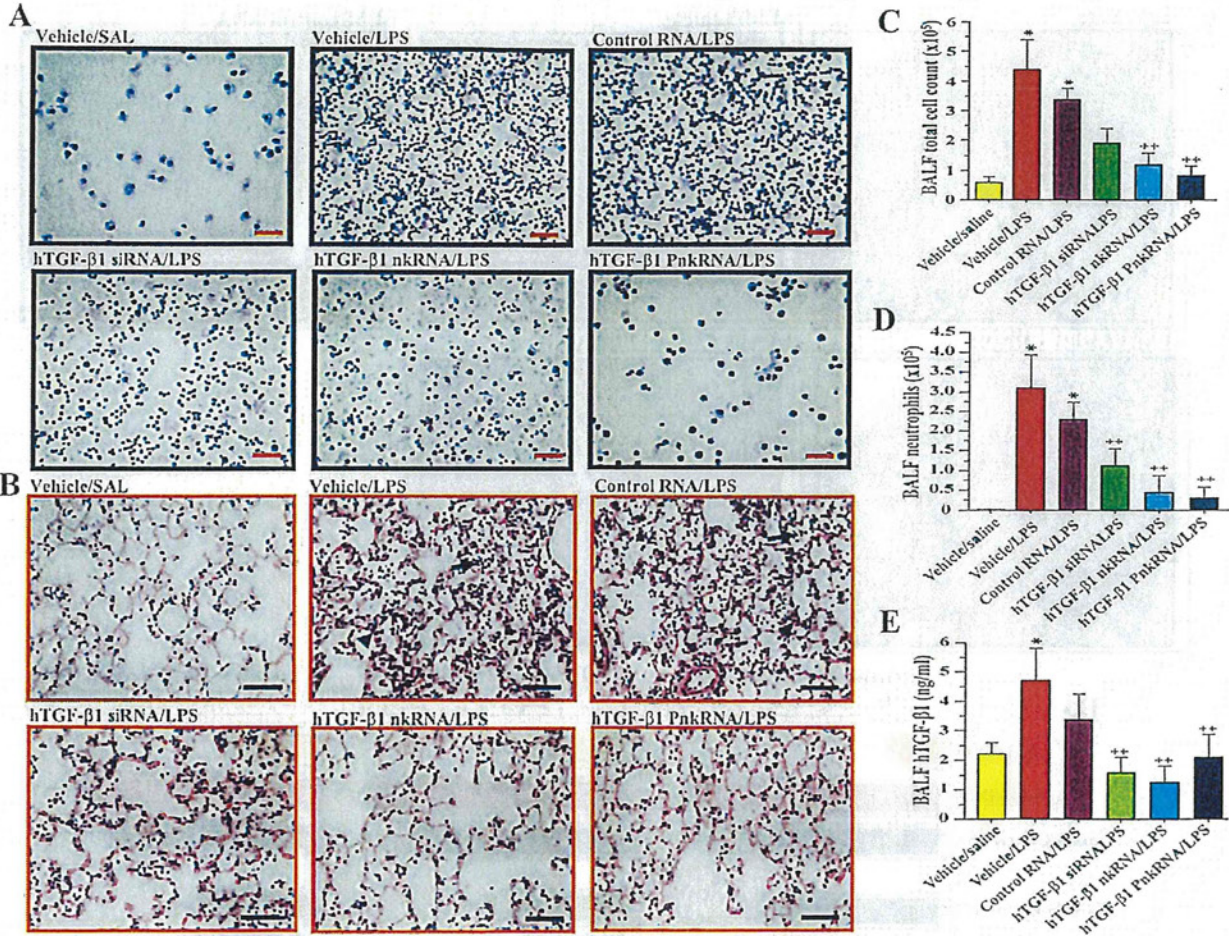 A
Vehicle/SAL
Vehicle/LPS
Control RNA/LPS
hTGF-β1 siRNA/LPS
hTGF-β1 nkRNA/LPS
hTGF-β1 PnkRNA/LPS
B
Vehicle/SAL
Vehicle/LPS
Control RNA/LPS
hTGF-β1 siRNA/LPS
hTGF-β1 nkRNA/LPS
hTGF-β1 PnkRNA/LPS
C
BALF total cell count (x10⁵)
6
5
4
3
2
1
0
*
*
++
++
Vehicle/saline
Vehicle/LPS
Control RNA/LPS
hTGF-β1 siRNALPS
hTGF-β1 nkRNA/LPS
hTGF-β1 PnkRNA/LPS
D
BALF neutrophils (x10⁵)
4.5
4.0
3.5
3.0
2.5
2.0
1.5
1.0
0.5
0
*
*
++
++
++
Vehicle/saline
Vehicle/LPS
Control RNA/LPS
hTGF-β1 siRNALPS
hTGF-β1 nkRNA/LPS
hTGF-β1 PnkRNA/LPS
E
BALF hTGF-β1 (ng/ml)
6
5
4
3
2
1
0
*
++
++
++
Vehicle/saline
Vehicle/LPS
Control RNA/LPS
hTGF-β1 siRNALPS
hTGF-β1 nkRNA/LPS
hTGF-β1 PnkRNA/LPS